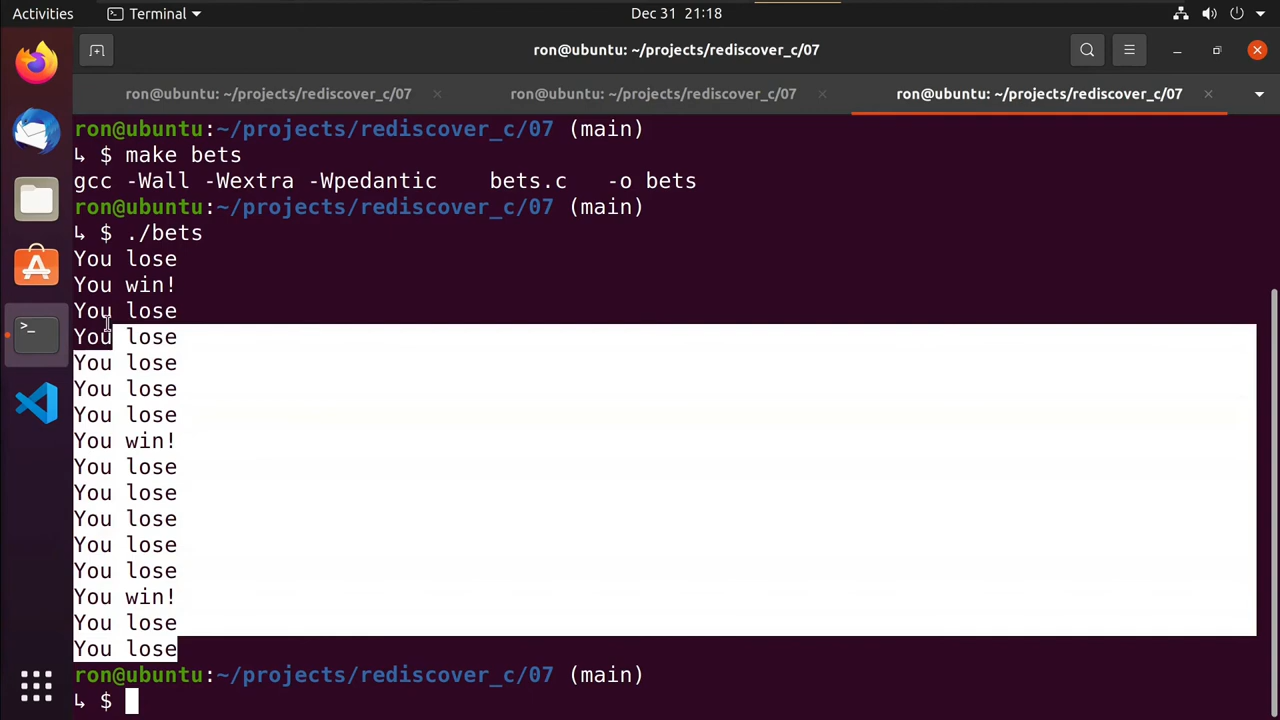 Activities Terminal Dec 31 21:18
ron@ubuntu: ~/projects/rediscover_c/07
ron@ubuntu: ~/projects/rediscover_c/07 × ron@ubuntu: ~/projects/rediscover_c/07 × ron@ubuntu: ~/projects/rediscover_c/07 ×
ron@ubuntu:~/projects/rediscover_c/07 (main)
↳ $ make bets
gcc -Wall -Wextra -Wpedantic    bets.c   -o bets
ron@ubuntu:~/projects/rediscover_c/07 (main)
↳ $ ./bets
You lose
You win!
You lose
You lose
You lose
You lose
You lose
You win!
You lose
You lose
You lose
You lose
You lose
You win!
You lose
You lose
ron@ubuntu:~/projects/rediscover_c/07 (main)
↳ $